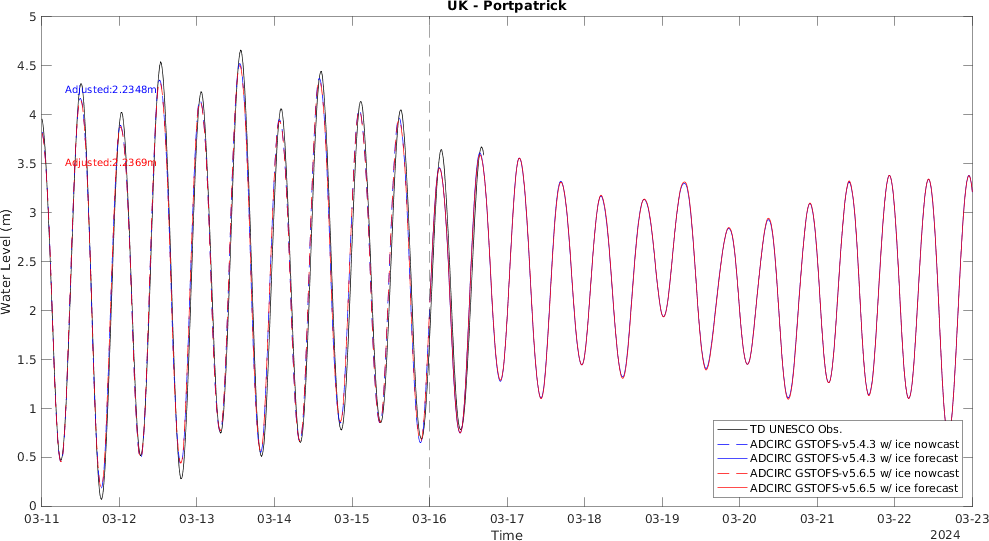 UK - Portpatrick
5
4.5
4
3.5
3
2.5
2
1.5
1
0.5
0
Water Level (m)
Adjusted:2.2348m
Adjusted:2.2369m
TD UNESCO Obs.
ADCIRC GSTOFS-v5.4.3 w/ ice nowcast
ADCIRC GSTOFS-v5.4.3 w/ ice forecast
ADCIRC GSTOFS-v5.6.5 w/ ice nowcast
ADCIRC GSTOFS-v5.6.5 w/ ice forecast
03-11 03-12 03-13 03-14 03-15 03-16 03-17 03-18 03-19 03-20 03-21 03-22 03-23
Time
2024